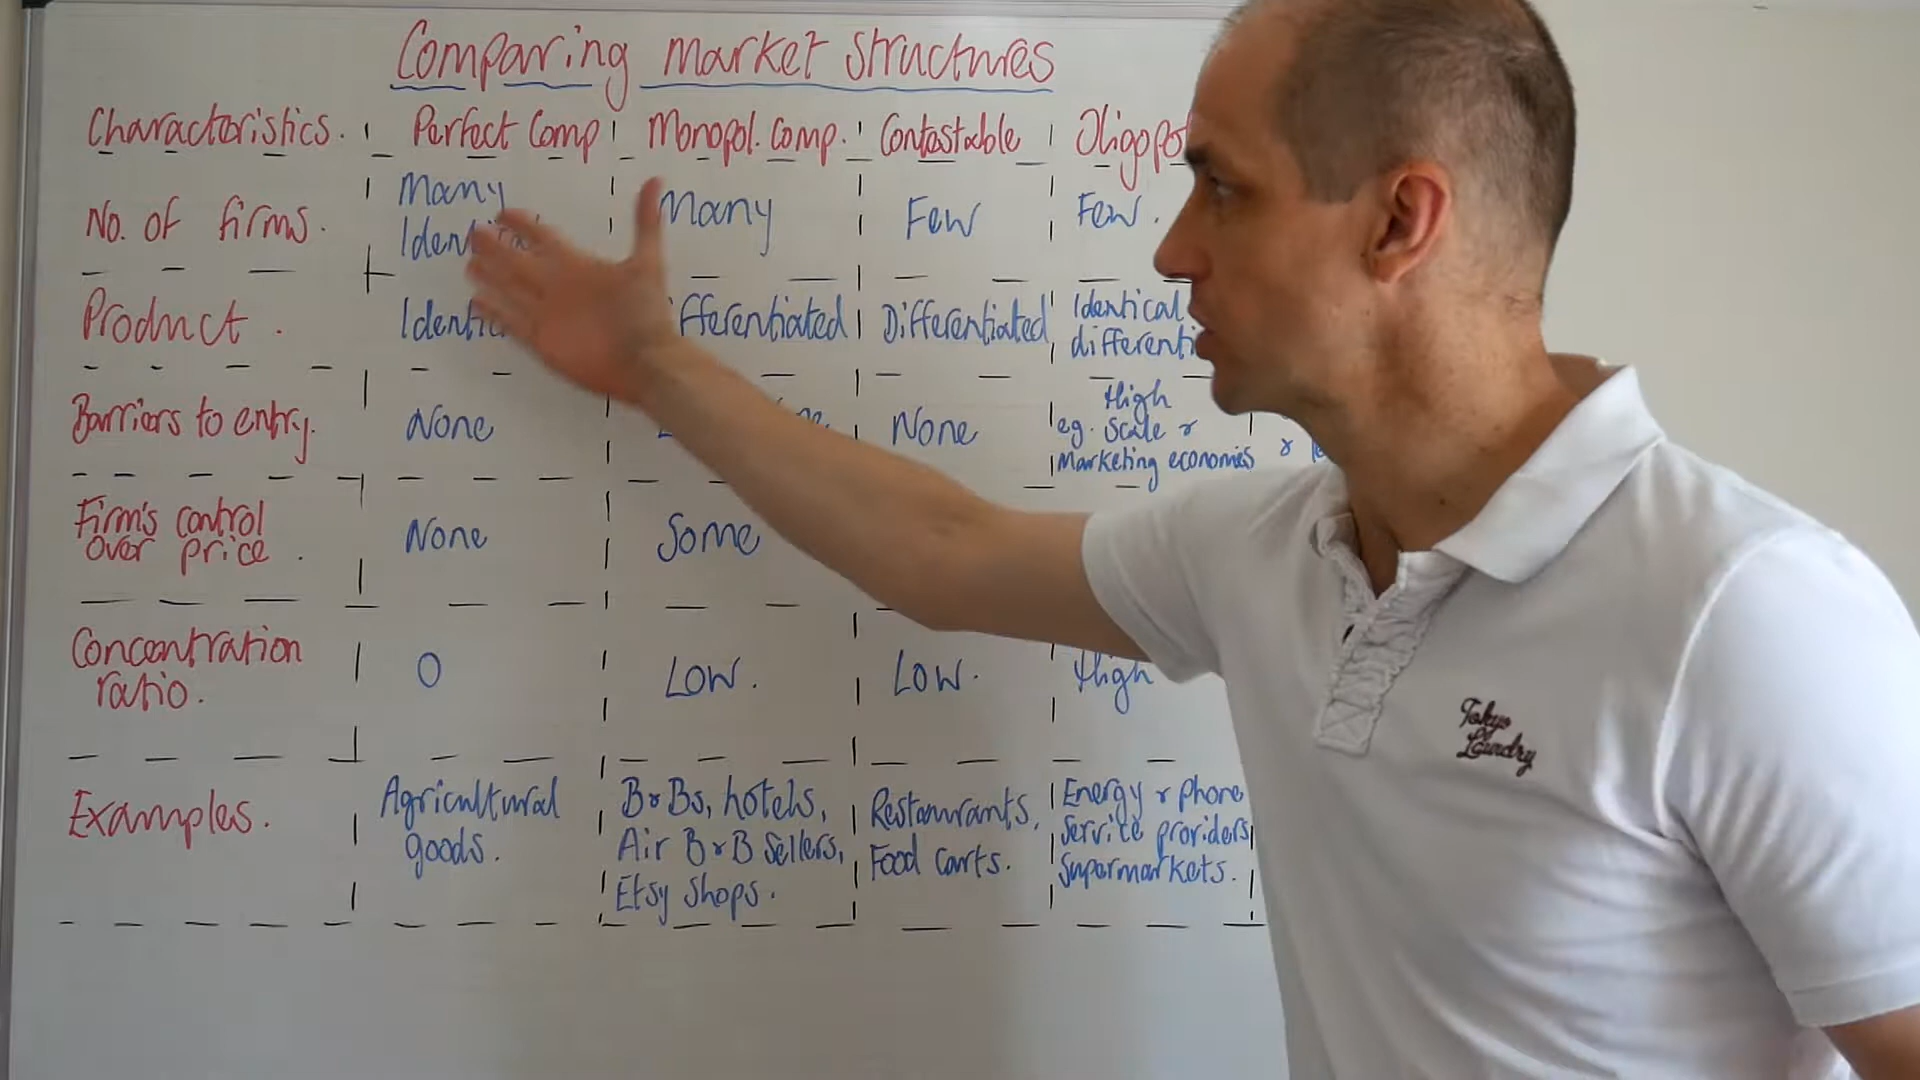 Comparing market structures
Characteristics. Perfect Comp Monopol. Comp. Contestable
No. of firms. Many Many Few Few.
Product. Differentiated Identical
Barriers to entry. None None High
eg. Scale &
Marketing economies &
Firm's control
over price. None Some
Concentration
ratio. 0 Low. Low. High
Examples. Agricultural
goods.
B&Bs, hotels,
Air B&B Sellers,
Etsy Shops.
Restaurants,
Food Carts.
Energy & phone
Service providers
Supermarkets.
Tokyo
Laundry